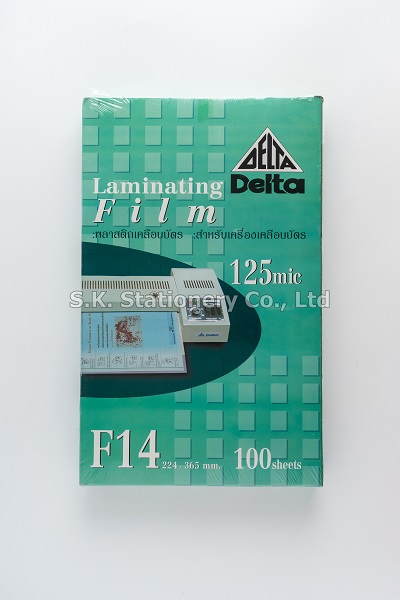 DELTA
Laminating Delta
Film
:พลาสติกเคลือบบัตร :สำหรับเครื่องเคลือบบัตร
125mic
S.K. Stationery Co., Ltd
F14 224 x 365 mm. 100 sheets